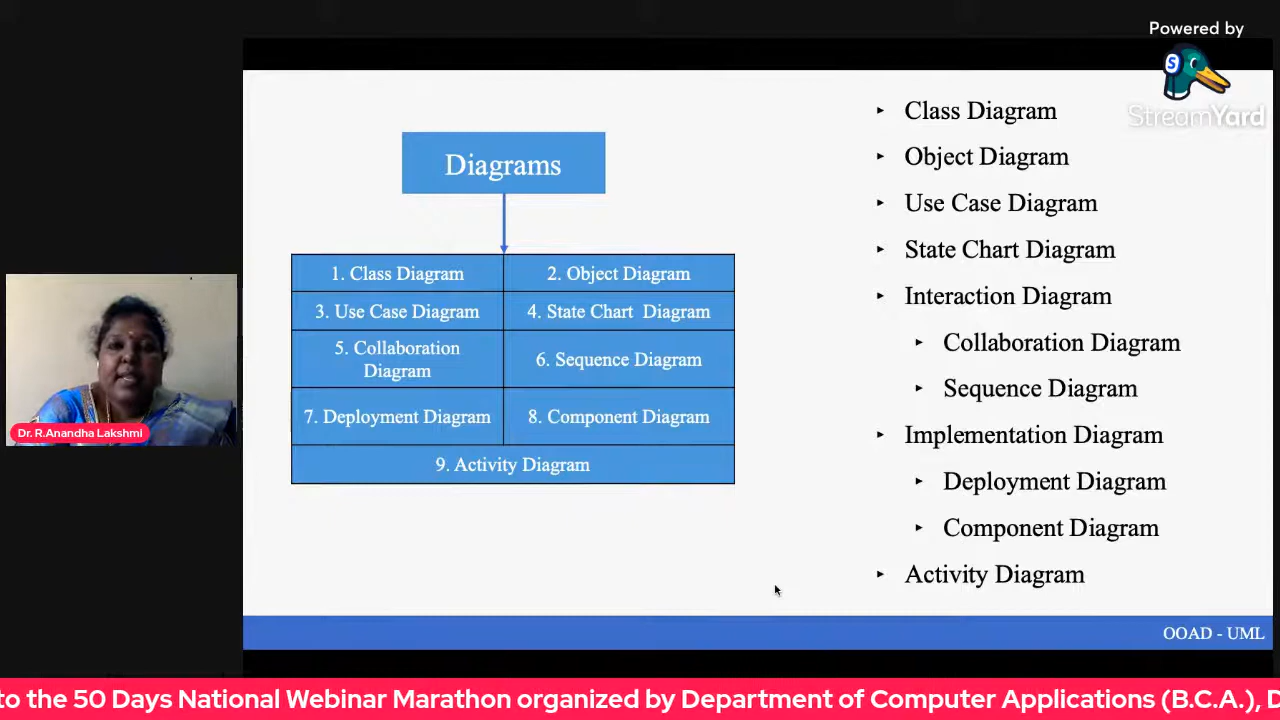 Powered by
StreamYard
Diagrams
1. Class Diagram
2. Object Diagram
3. Use Case Diagram
4. State Chart Diagram
5. Collaboration
Diagram
6. Sequence Diagram
7. Deployment Diagram
8. Component Diagram
9. Activity Diagram
‣ Class Diagram
‣ Object Diagram
‣ Use Case Diagram
‣ State Chart Diagram
‣ Interaction Diagram
‣ Collaboration Diagram
‣ Sequence Diagram
‣ Implementation Diagram
‣ Deployment Diagram
‣ Component Diagram
‣ Activity Diagram
Dr. R.Anandha Lakshmi
OOAD - UML
to the 50 Days National Webinar Marathon organized by Department of Computer Applications (B.C.A.), D